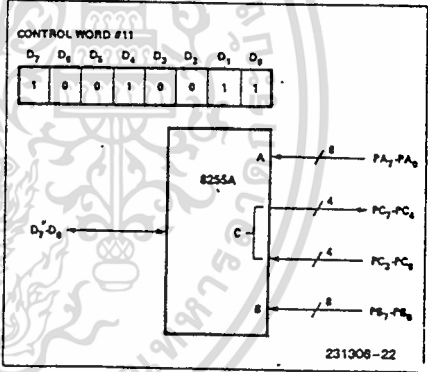 CONTROL WORD #11
D7 D6 D5 D4 D3 D2 D1 D0
1 0 0 1 0 0 1 1
8255A
A
8
PA7-PA0
4
PC7-PC4
C
D7-D0
4
PC3-PC0
B
8
PB7-PB0
231306-22